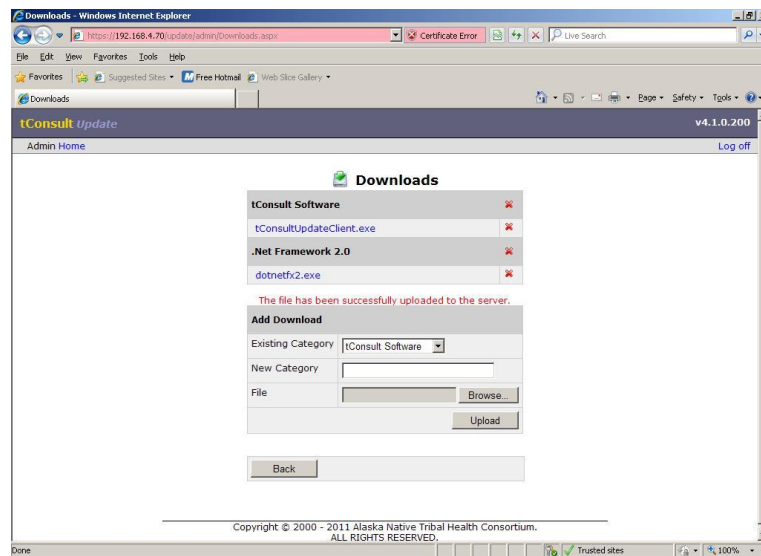 Downloads - Windows Internet Explorer
https://192.168.4.70/update/admin/Downloads.aspx
Certificate Error
Live Search
File Edit View Favorites Tools Help
Favorites Suggested Sites Free Hotmail Web Slice Gallery
Downloads
Page Safety Tools
tConsult Update v4.1.0.200
Admin Home Log off
Downloads
tConsult Software
tConsultUpdateClient.exe
.Net Framework 2.0
dotnetfx2.exe
The file has been successfully uploaded to the server.
Add Download
Existing Category tConsult Software
New Category
File Browse...
Upload
Back
Copyright © 2000 - 2011 Alaska Native Tribal Health Consortium.
ALL RIGHTS RESERVED.
Done Trusted sites 100%